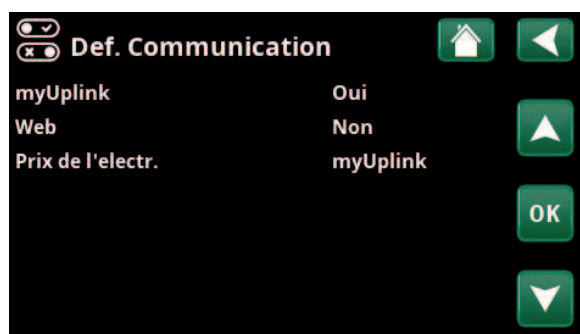 Def. Communication
myUplink Oui
Web Non
Prix de l'electr. myUplink
OK